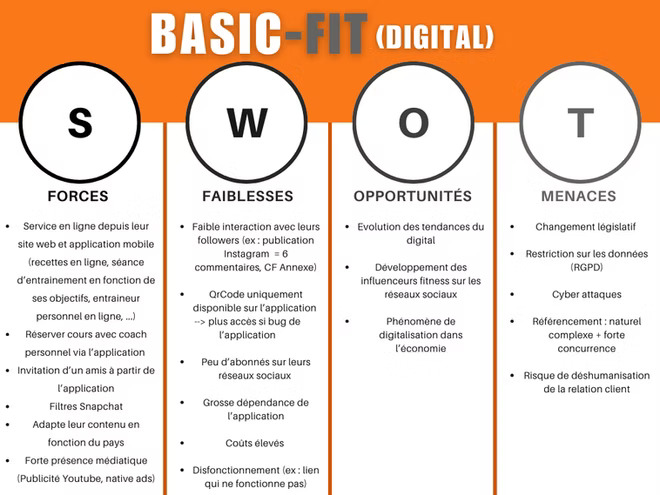 BASIC-FIT (DIGITAL)
S
W
O
T
FORCES
• Service en ligne depuis leur
site web et application mobile
(recettes en ligne, séance
d'entrainement en fonction de
ses objectifs, entraineur
personnel en ligne, ...)
• Réserver cours avec coach
personnel via l'application
• Invitation d'un amis à partir de
l'application
• Filtres Snapchat
• Adapte leur contenu en
fonction du pays
• Forte présence médiatique
(Publicité Youtube, native ads)
FAIBLESSES
• Faible interaction avec leurs
followers (ex : publication
Instagram = 6
commentaires, CF Annexe)
• QrCode uniquement
disponible sur l'application
--> plus accès si bug de
l'application
• Peu d'abonnés sur leurs
réseaux sociaux
• Grosse dépendance de
l'application
• Coûts élevés
• Disfonctionnement (ex : lien
qui ne fonctionne pas)
OPPORTUNITÉS
• Evolution des tendances du
digital
• Développement des
influenceurs fitness sur les
réseaux sociaux
• Phénomène de
digitalisation dans
l'économie
MENACES
• Changement législatif
• Restriction sur les données
(RGPD)
• Cyber attaques
• Référencement : naturel
complexe + forte
concurrence
• Risque de déshumanisation
de la relation client